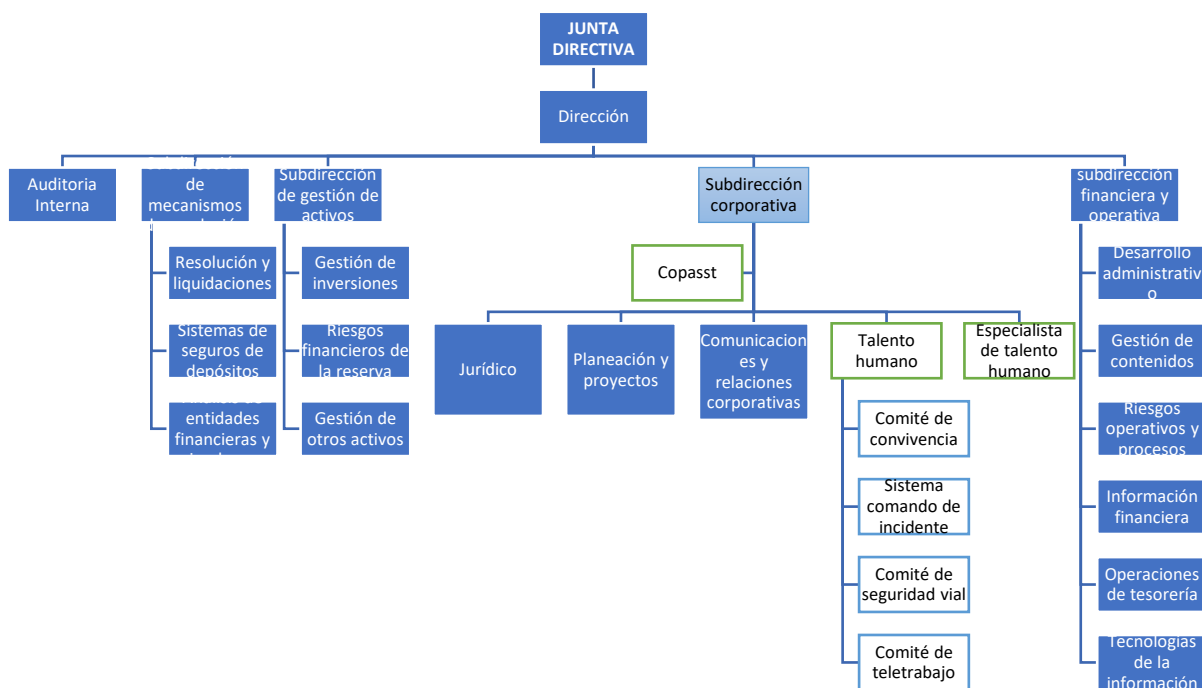 JUNTA
DIRECTIVA
Dirección
Auditoria
Interna
de
mecanismos
Subdirección
de gestión de
activos
Subdirección
corporativa
subdirección
financiera y
operativa
Resolución y
liquidaciones
Sistemas de
seguros de
depósitos
entidades
financieras y
Gestión de
inversiones
Riesgos
financieros de
la reserva
Gestión de
otros activos
Copasst
Jurídico
Planeación y
proyectos
Comunicacion
es y
relaciones
corporativas
Talento
humano
Especialista
de talento
humano
Comité de
convivencia
Sistema
comando de
incidente
Comité de
seguridad vial
Comité de
teletrabajo
Desarrollo
administrativ
o
Gestión de
contenidos
Riesgos
operativos y
procesos
Información
financiera
Operaciones
de tesorería
Tecnologías
de la
información